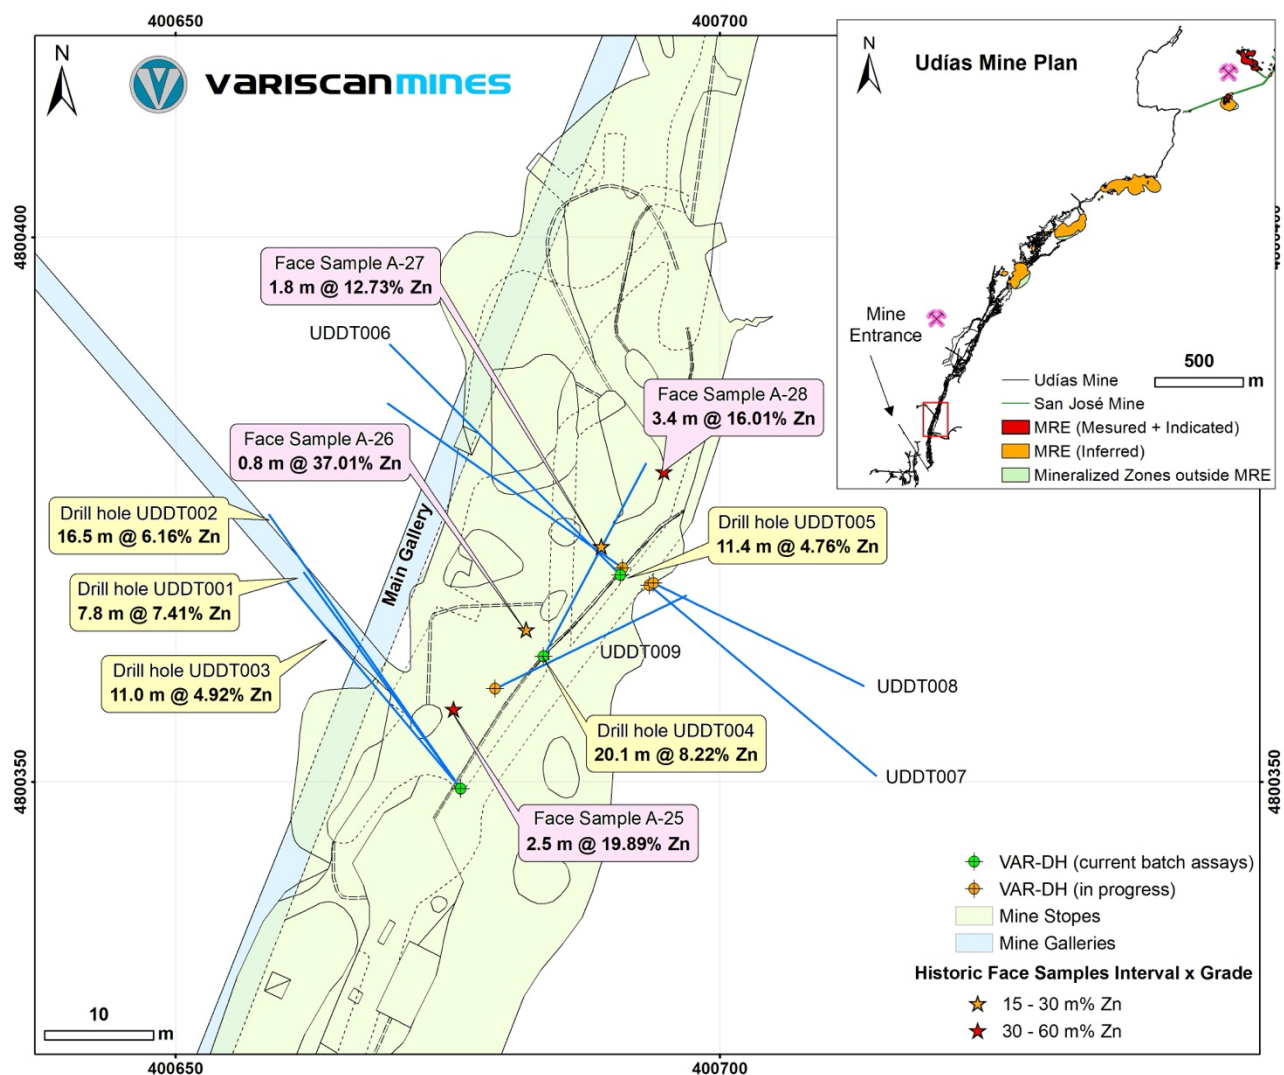 400650
400700
N
VARISCANMINES
N
Udías Mine Plan
4800400
Face Sample A-27
1.8 m @ 12.73% Zn
Mine
Entrance
UDDT006
500
m
Udías Mine
San José Mine
MRE (Mesured + Indicated)
MRE (Inferred)
Mineralized Zones outside MRE
Face Sample A-28
3.4 m @ 16.01% Zn
Face Sample A-26
0.8 m @ 37.01% Zn
Drill hole UDDT002
16.5 m @ 6.16% Zn
Main Gallery
Drill hole UDDT005
11.4 m @ 4.76% Zn
Drill hole UDDT001
7.8 m @ 7.41% Zn
UDDT009
Drill hole UDDT003
11.0 m @ 4.92% Zn
UDDT008
Drill hole UDDT004
20.1 m @ 8.22% Zn
UDDT007
4800350
4800350
Face Sample A-25
2.5 m @ 19.89% Zn
VAR-DH (current batch assays)
VAR-DH (in progress)
Mine Stopes
Mine Galleries
Historic Face Samples Interval x Grade
15 - 30 m% Zn
30 - 60 m% Zn
10
m
400650
400700